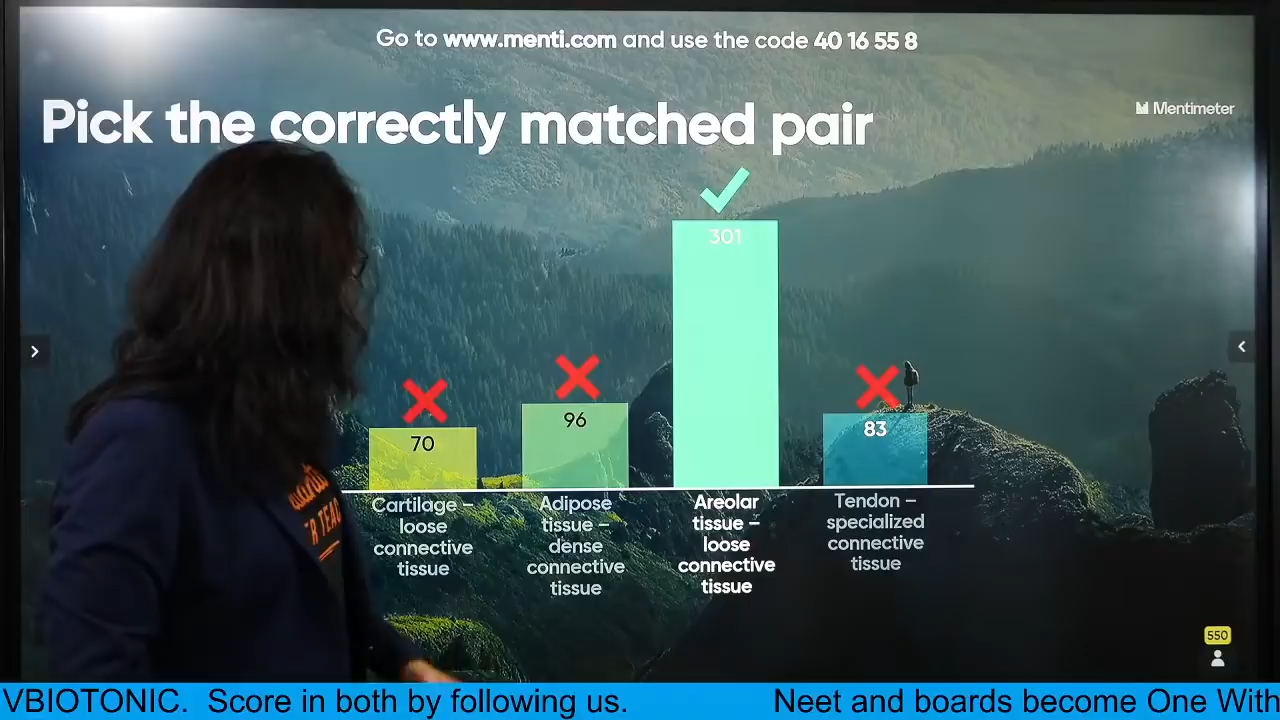 Go to www.menti.com and use the code 40 16 55 8
Mentimeter
Pick the correctly matched pair
301
70
96
83
Cartilage –
loose
connective
tissue
Adipose
tissue –
dense
connective
tissue
Areolar
tissue –
loose
connective
tissue
Tendon –
specialized
connective
tissue
550
VBIOTONIC. Score in both by following us. Neet and boards become One With